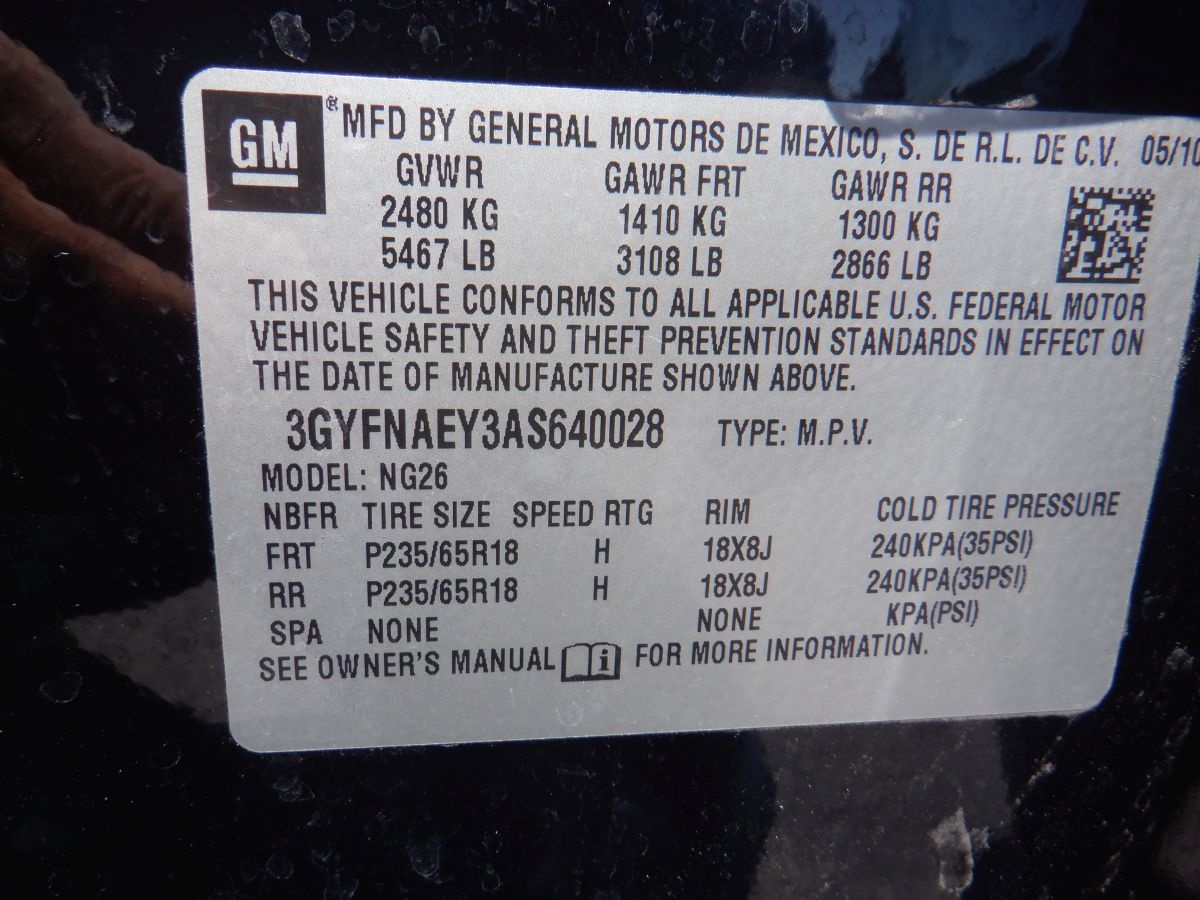 GM ® MFD BY GENERAL MOTORS DE MEXICO, S. DE R.L. DE C.V. 05/10
GVWR GAWR FRT GAWR RR
2480 KG 1410 KG 1300 KG
5467 LB 3108 LB 2866 LB
THIS VEHICLE CONFORMS TO ALL APPLICABLE U.S. FEDERAL MOTOR
VEHICLE SAFETY AND THEFT PREVENTION STANDARDS IN EFFECT ON
THE DATE OF MANUFACTURE SHOWN ABOVE.
3GYFNAEY3AS640028 TYPE: M.P.V.
MODEL: NG26
NBFR TIRE SIZE SPEED RTG RIM COLD TIRE PRESSURE
FRT P235/65R18 H 18X8J 240KPA(35PSI)
RR P235/65R18 H 18X8J 240KPA(35PSI)
SPA NONE NONE KPA(PSI)
SEE OWNER'S MANUAL i FOR MORE INFORMATION.